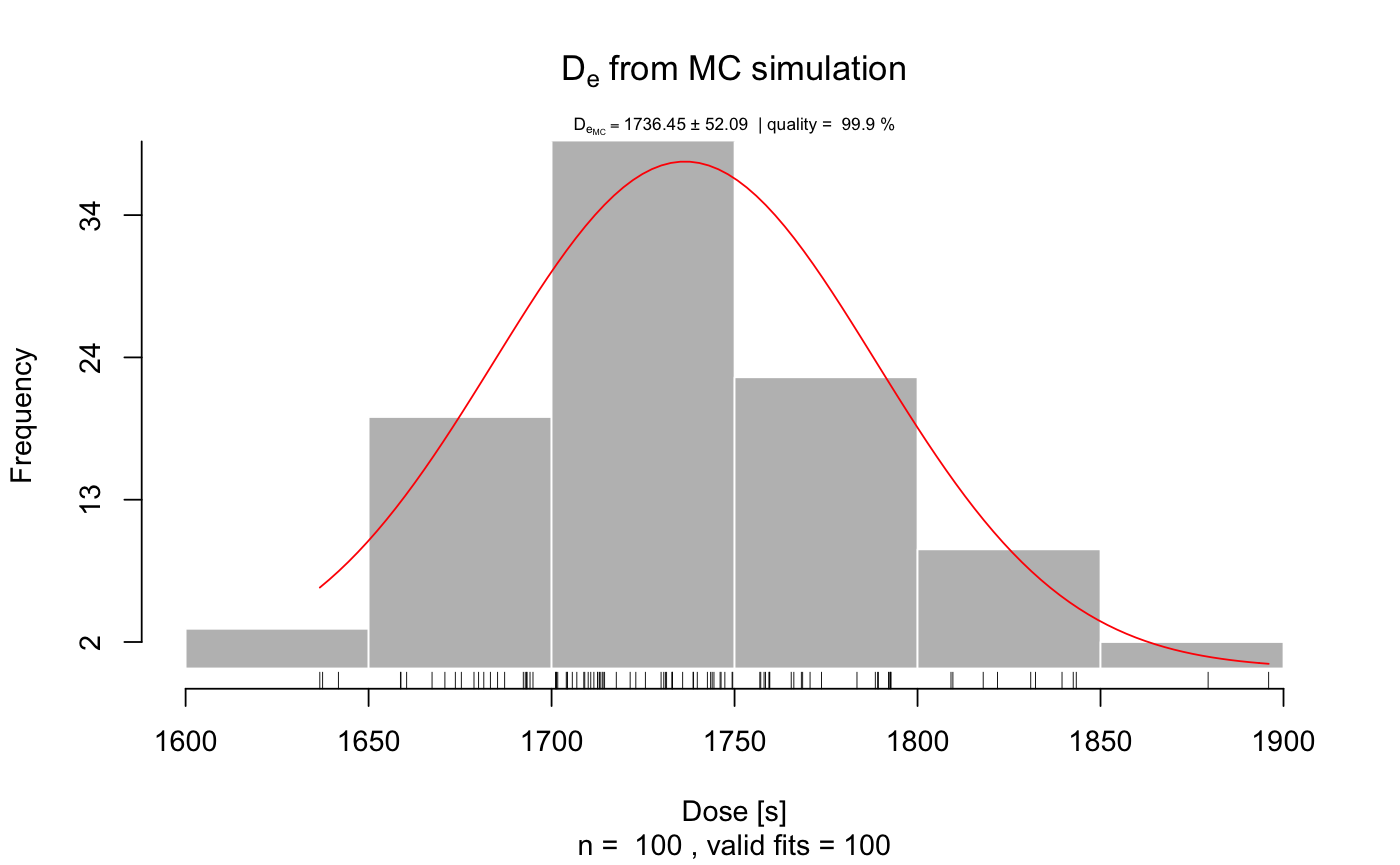 De from MC simulation
DeMC = 1736.45 ± 52.09 | quality = 99.9 %
Frequency
34
24
13
2
1600 1650 1700 1750 1800 1850 1900
Dose [s]
n = 100 , valid fits = 100